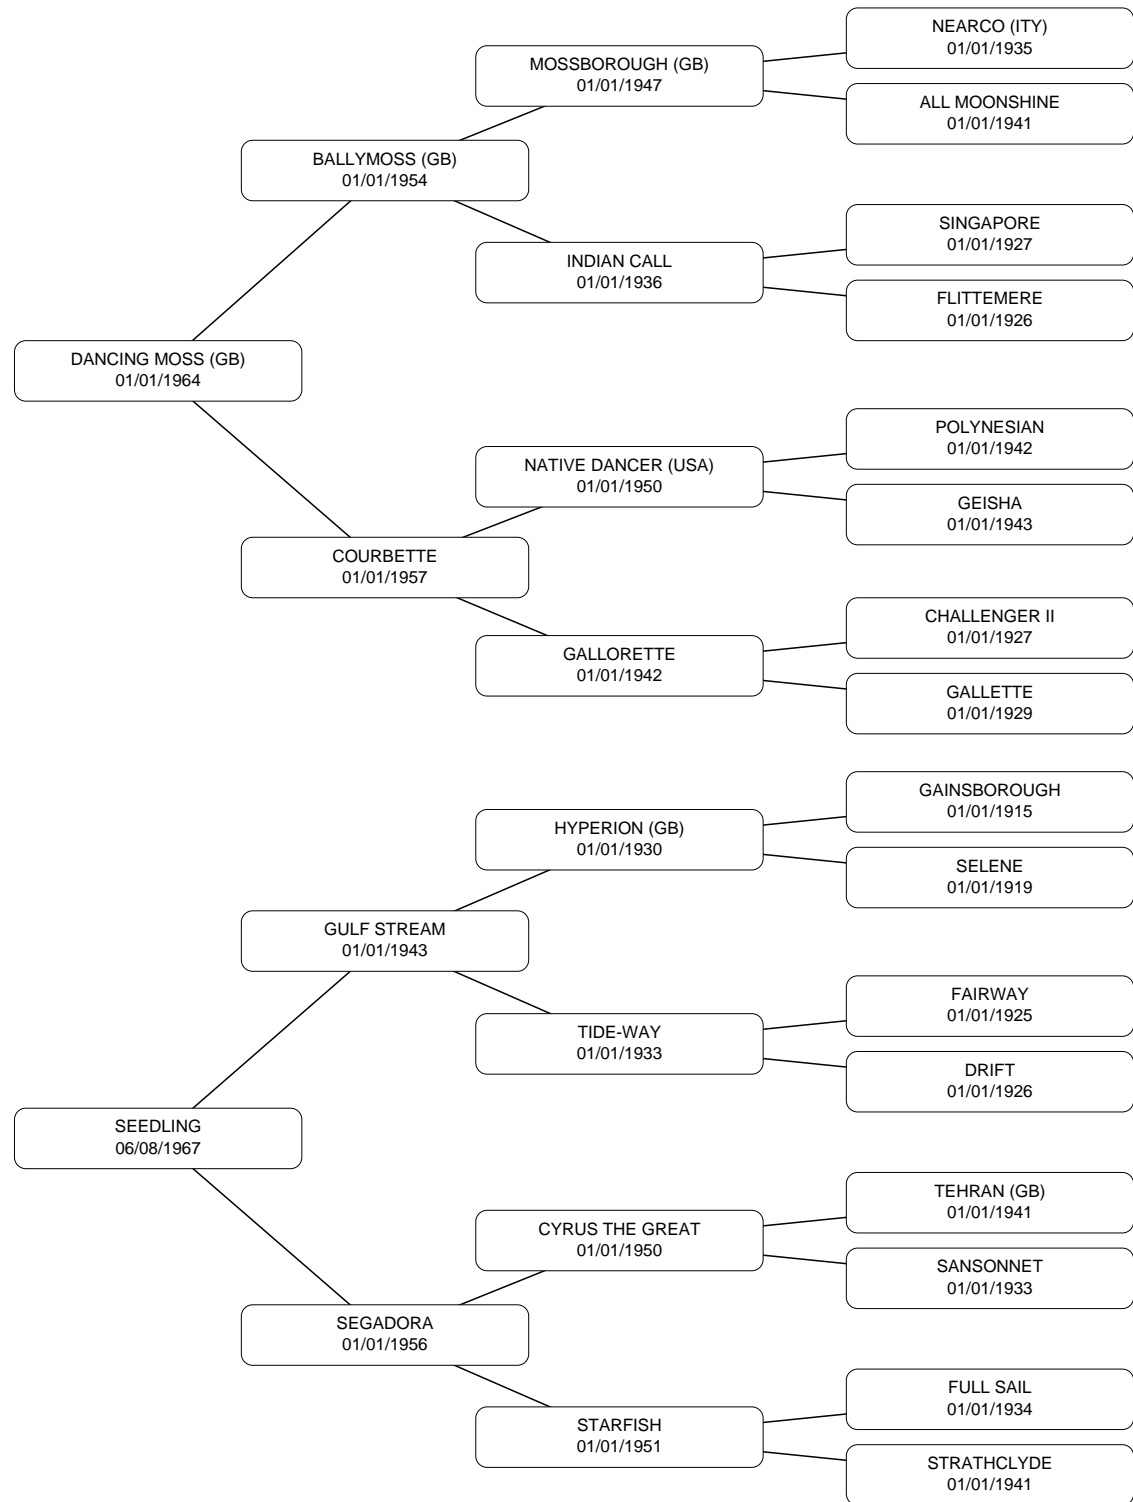 NEARCO (ITY)
01/01/1935
MOSSBOROUGH (GB)
01/01/1947
ALL MOONSHINE
01/01/1941
BALLYMOSS (GB)
01/01/1954
SINGAPORE
01/01/1927
INDIAN CALL
01/01/1936
FLITTEMERE
01/01/1926
DANCING MOSS (GB)
01/01/1964
POLYNESIAN
01/01/1942
NATIVE DANCER (USA)
01/01/1950
GEISHA
01/01/1943
COURBETTE
01/01/1957
CHALLENGER II
01/01/1927
GALLORETTE
01/01/1942
GALLETTE
01/01/1929
GAINSBOROUGH
01/01/1915
HYPERION (GB)
01/01/1930
SELENE
01/01/1919
GULF STREAM
01/01/1943
FAIRWAY
01/01/1925
TIDE-WAY
01/01/1933
DRIFT
01/01/1926
SEEDLING
06/08/1967
TEHRAN (GB)
01/01/1941
CYRUS THE GREAT
01/01/1950
SANSONNET
01/01/1933
SEGADORA
01/01/1956
FULL SAIL
01/01/1934
STARFISH
01/01/1951
STRATHCLYDE
01/01/1941